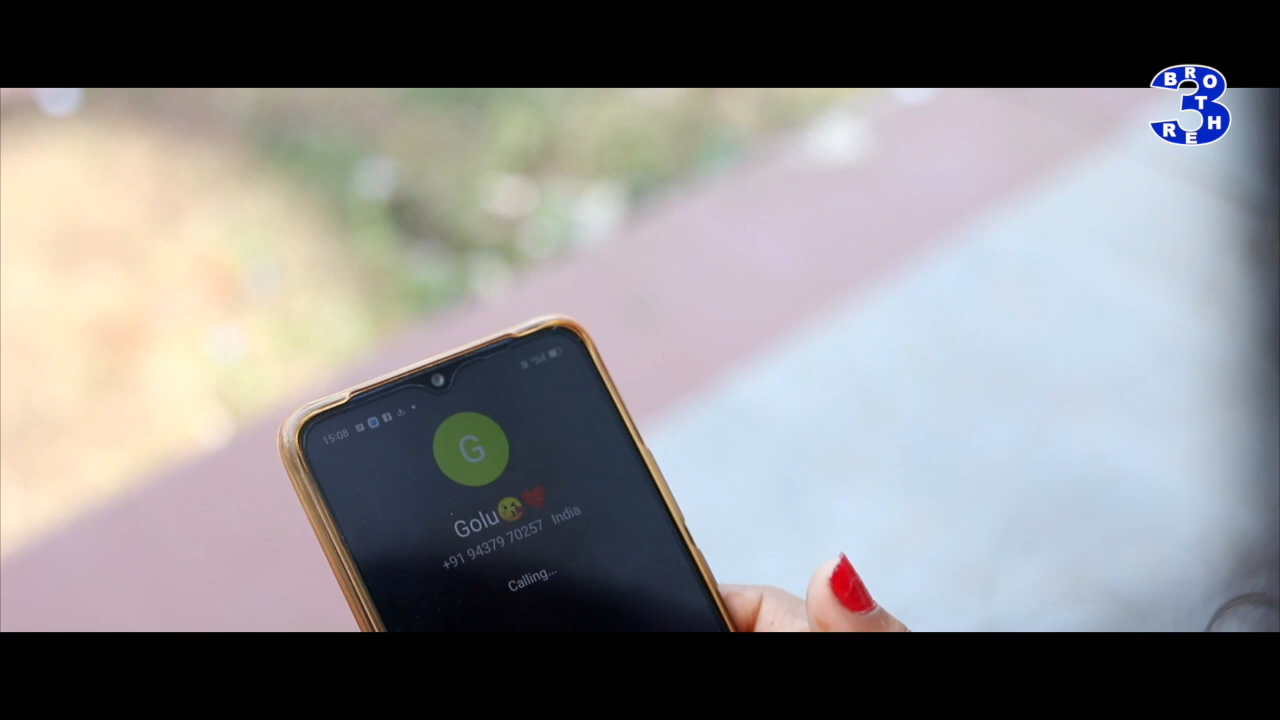 3 BROTHER
15:08
G
Golu😘❤️
+91 94379 70257 India
Calling...